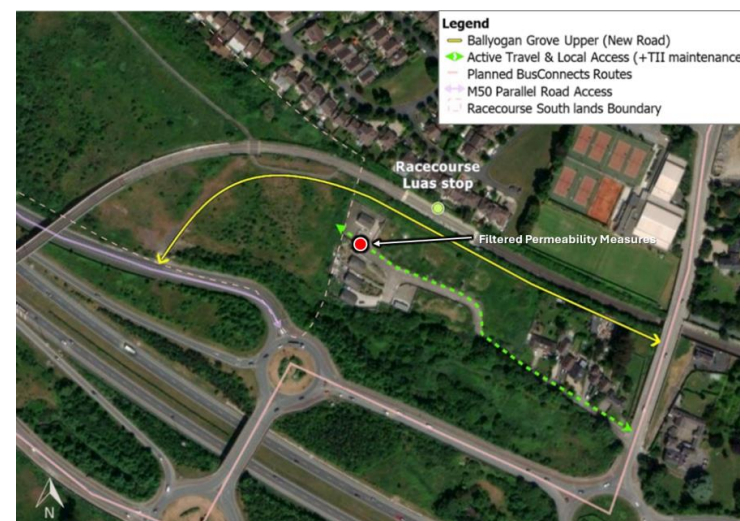 Legend
Ballyogan Grove Upper (New Road)
Active Travel & Local Access (+TII maintenance
Planned BusConnects Routes
M50 Parallel Road Access
Racecourse South lands Boundary
Racecourse
Luas stop
Filtered Permeability Measures
N